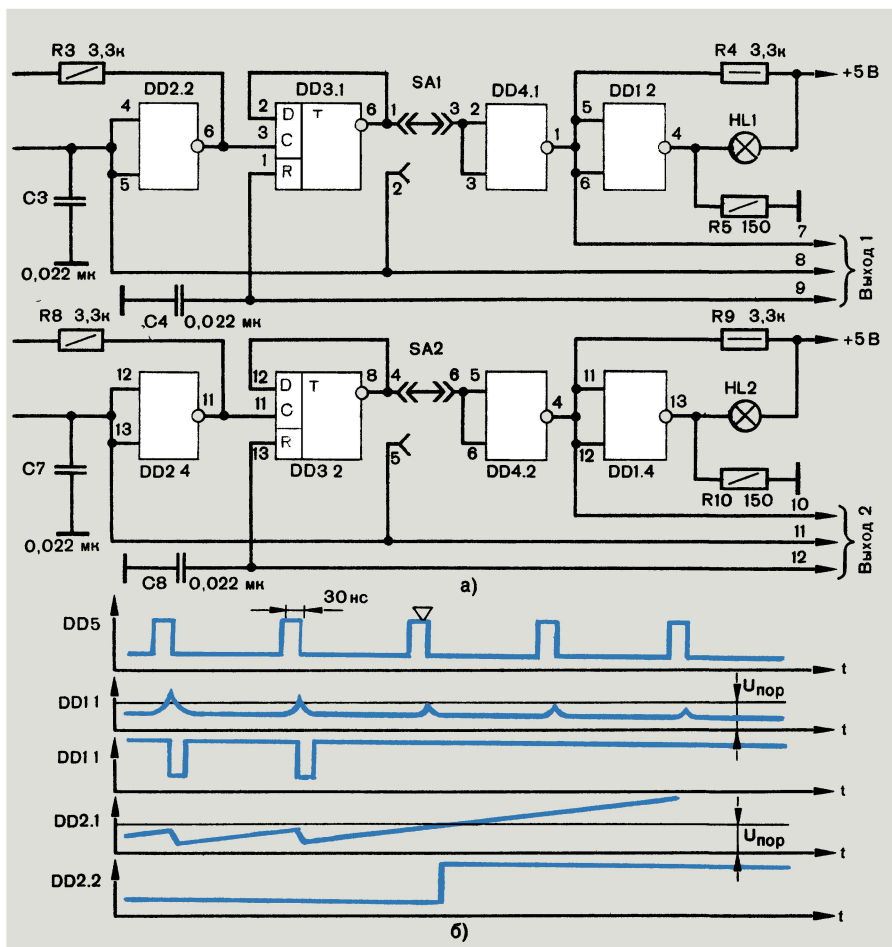 R3 3,3к
R4 3,3к
+5В
DD2.2
DD3.1
SA1
DD4.1
DD1 2
HL1
4
5
6
2
D
T
3
C
1
R
6
1
3
2
3
1
5
6
4
2
C3
0,022 мк
C4
0,022 мк
R5 150
7
8
9
Выход 1
R8 3,3к
R9 3,3к
+5В
SA2
HL2
12
13
11
12
D
T
11
C
13
R
8
4
6
5
6
4
11
12
13
5
DD2 4
DD3 2
DD4.2
DD1.4
C7
0,022 мк
C8
0,022 мк
R10 150
10
11
12
Выход 2
а)
30 нс
DD5
t
DD1 1
Uпор
t
DD1 1
t
DD2.1
Uпор
t
DD2.2
t
б)